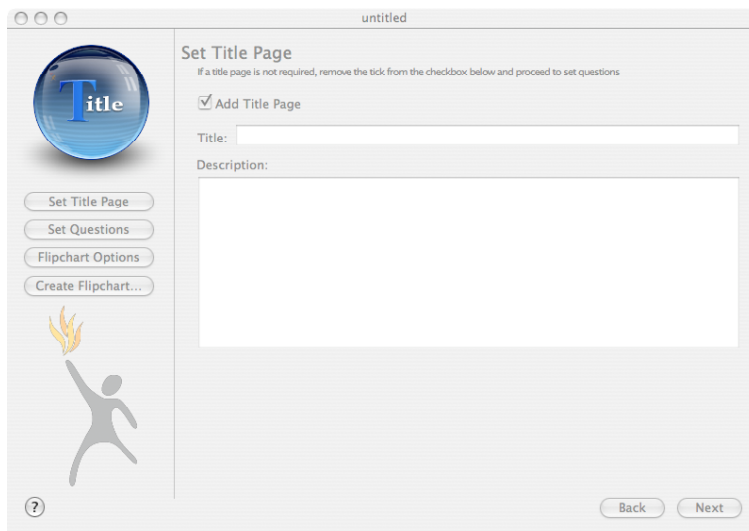 untitled
Title
Set Title Page
If a title page is not required, remove the tick from the checkbox below and proceed to set questions
Add Title Page
Title:
Description:
Set Title Page
Set Questions
Flipchart Options
Create Flipchart...
?
Back
Next